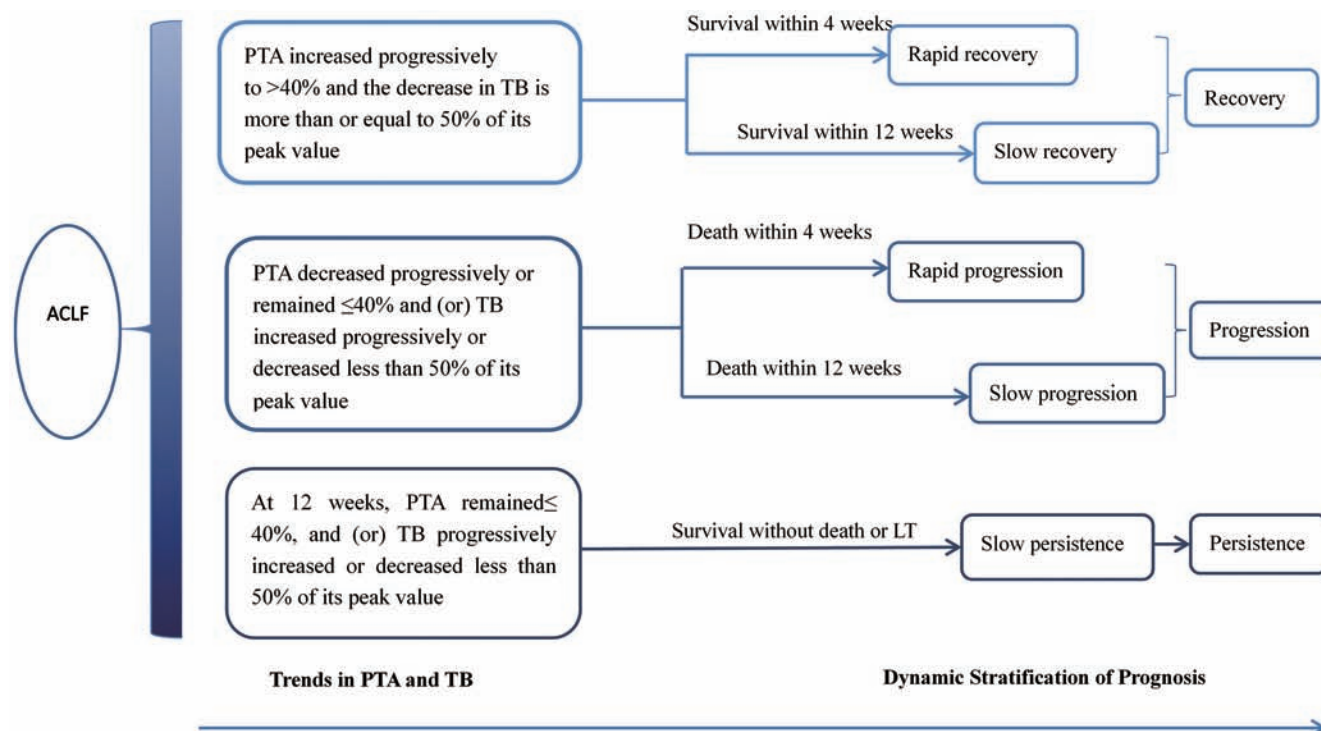 ACLF
PTA increased progressively
to >40% and the decrease in TB is
more than or equal to 50% of its
peak value
Survival within 4 weeks
Rapid recovery
Survival within 12 weeks
Slow recovery
Recovery
PTA decreased progressively or
remained ≤40% and (or) TB
increased progressively or
decreased less than 50% of its
peak value
Death within 4 weeks
Rapid progression
Death within 12 weeks
Slow progression
Progression
At 12 weeks, PTA remained≤
40%, and (or) TB progressively
increased or decreased less than
50% of its peak value
Survival without death or LT
Slow persistence
Persistence
Trends in PTA and TB
Dynamic Stratification of Prognosis